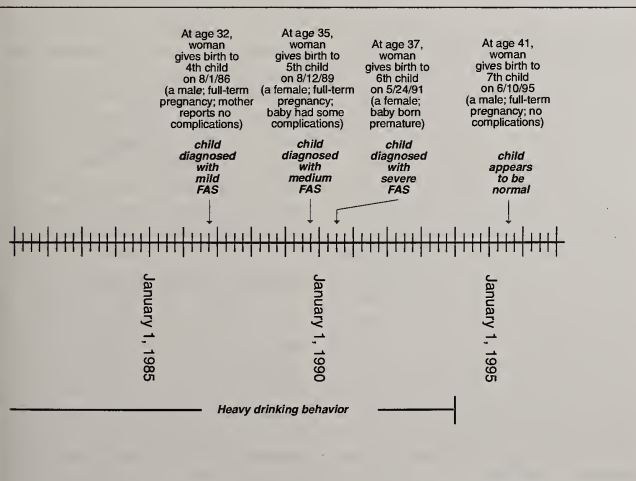 At age 32,
woman
gives birth to
4th child
on 8/1/86
(a male; full-term
pregnancy; mother
reports no
complications)
child
diagnosed
with
mild
FAS
At age 35,
woman
gives birth to
5th child
on 8/12/89
(a female; full-term
pregnancy;
baby had some
complications)
child
diagnosed
with
medium
FAS
At age 37,
woman
gives birth to
6th child
on 5/24/91
(a female;
baby born
premature)
child
diagnosed
with
severe
FAS
At age 41,
woman
gives birth to
7th child
on 6/10/95
(a male; full-term
pregnancy; no
complications)
child
appears
to be
normal
January 1, 1985
January 1, 1990
January 1, 1995
Heavy drinking behavior